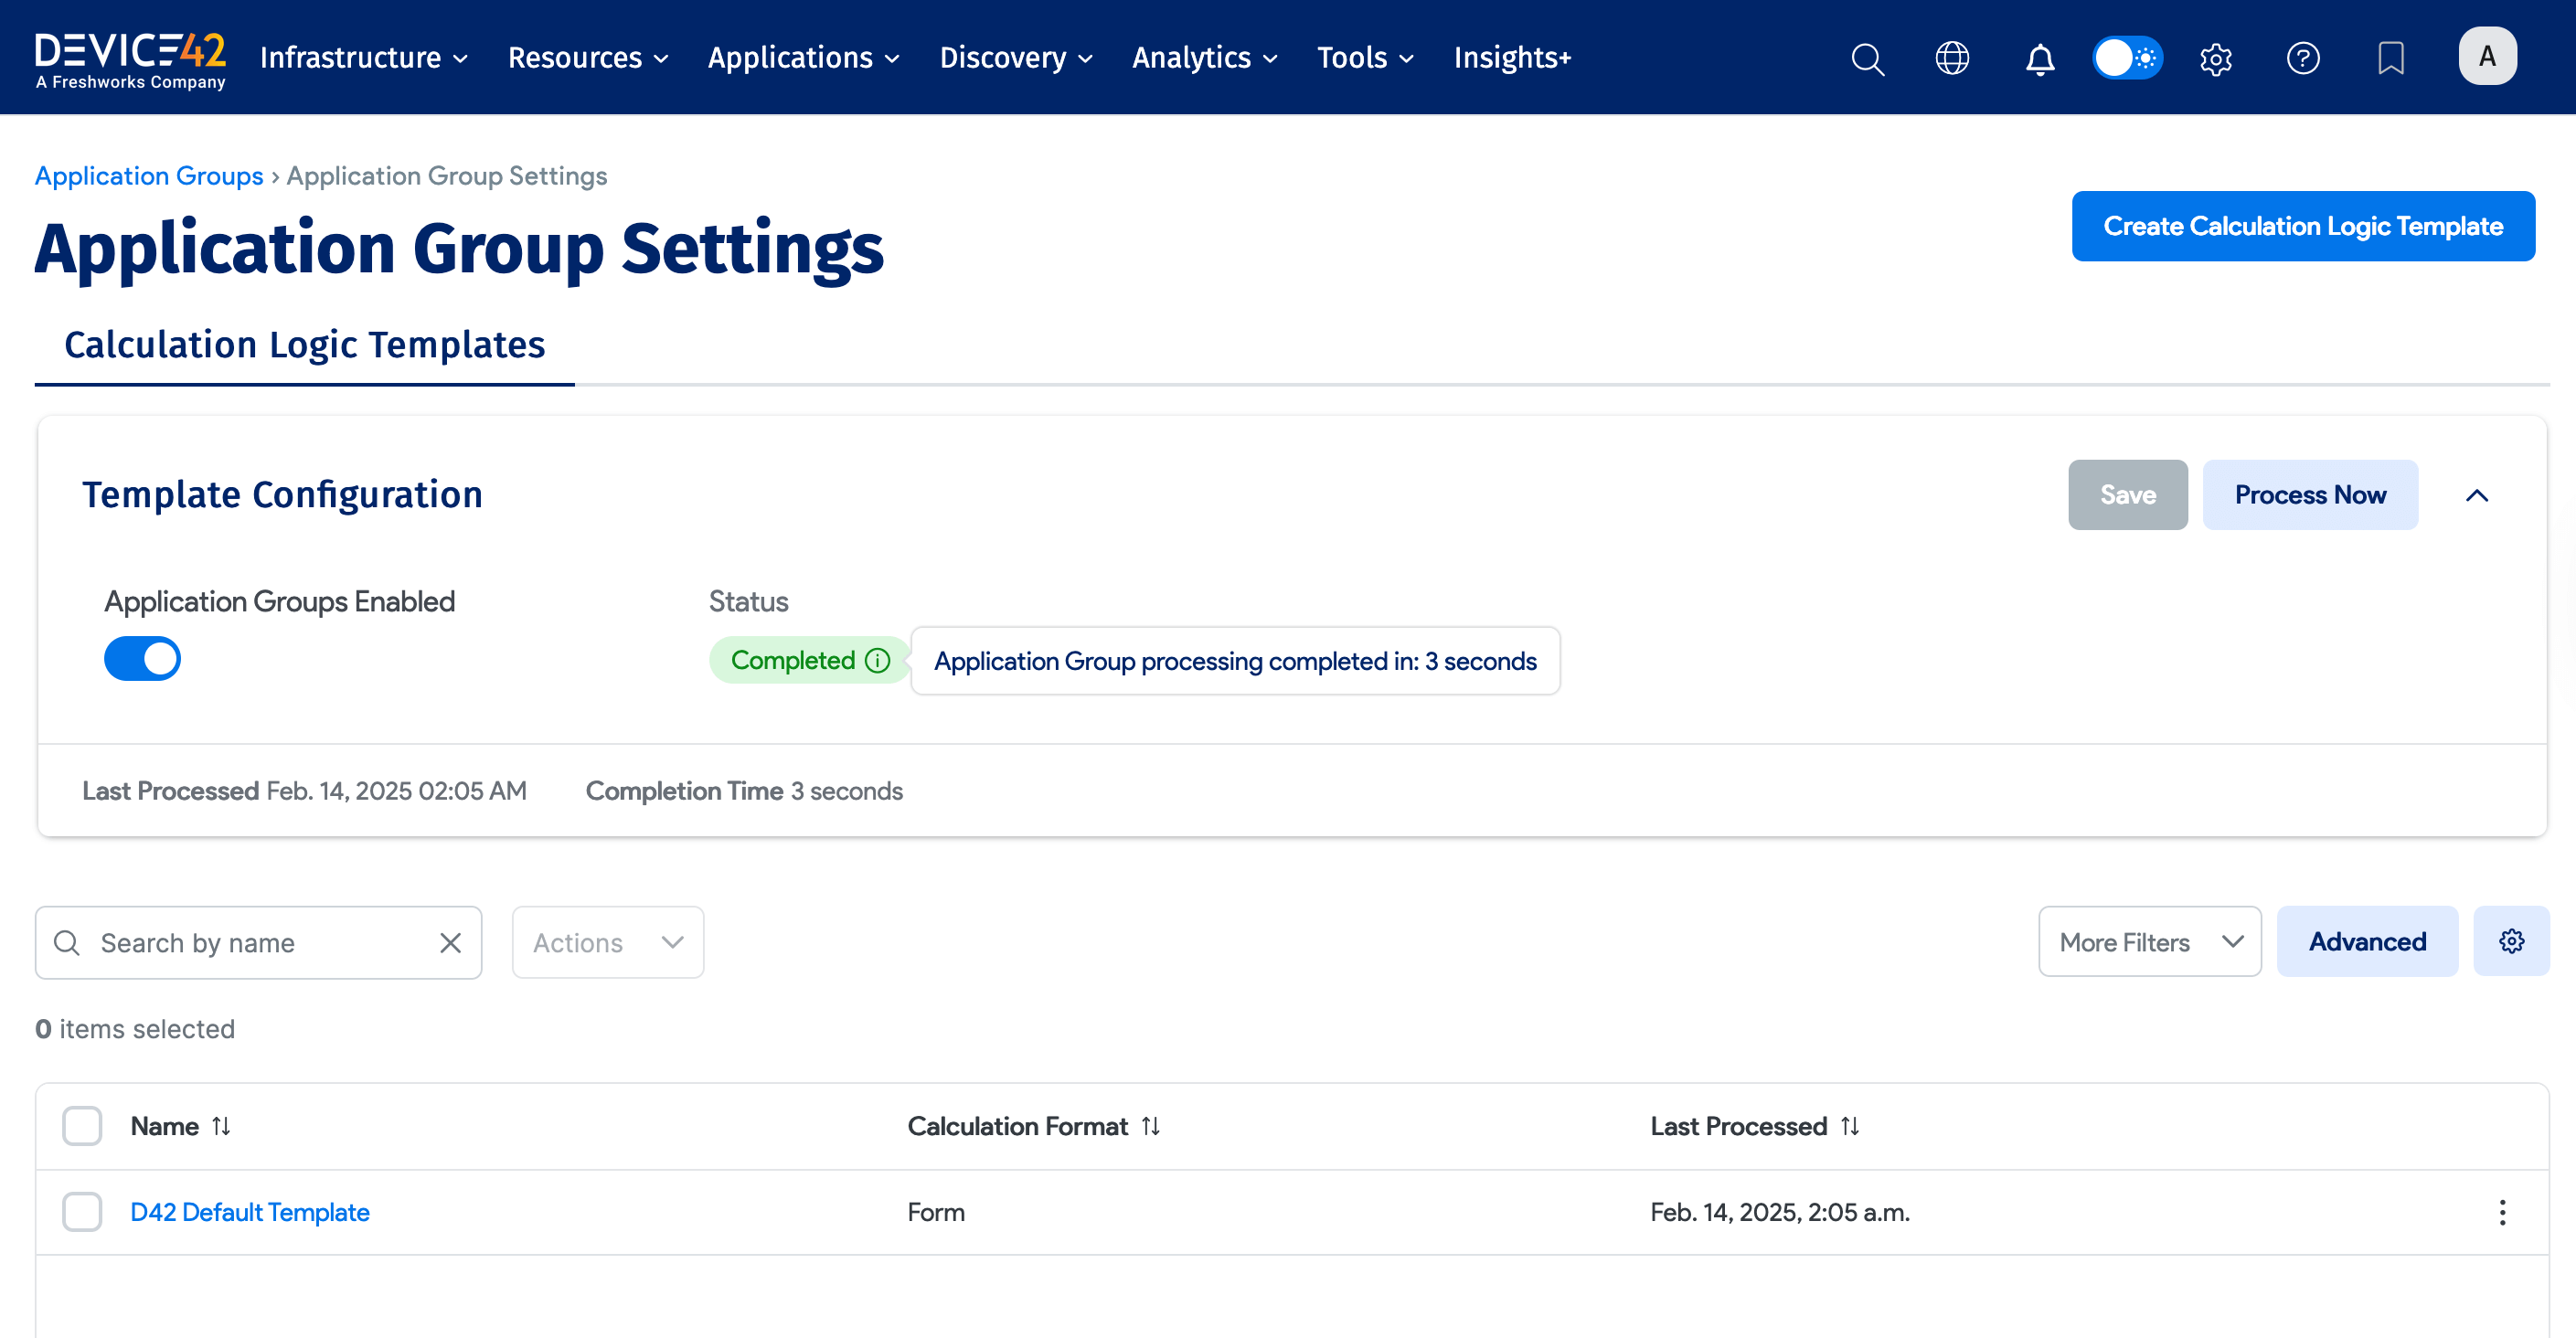 DEVICE42
A Freshworks Company
Infrastructure Resources Applications Discovery Analytics Tools Insights+
A
Application Groups › Application Group Settings
Application Group Settings
Create Calculation Logic Template
Calculation Logic Templates
Template Configuration
Save
Process Now
Application Groups Enabled
Status
Completed
Application Group processing completed in: 3 seconds
Last Processed Feb. 14, 2025 02:05 AM
Completion Time 3 seconds
Search by name
Actions
More Filters
Advanced
0 items selected
Name
Calculation Format
Last Processed
D42 Default Template
Form
Feb. 14, 2025, 2:05 a.m.